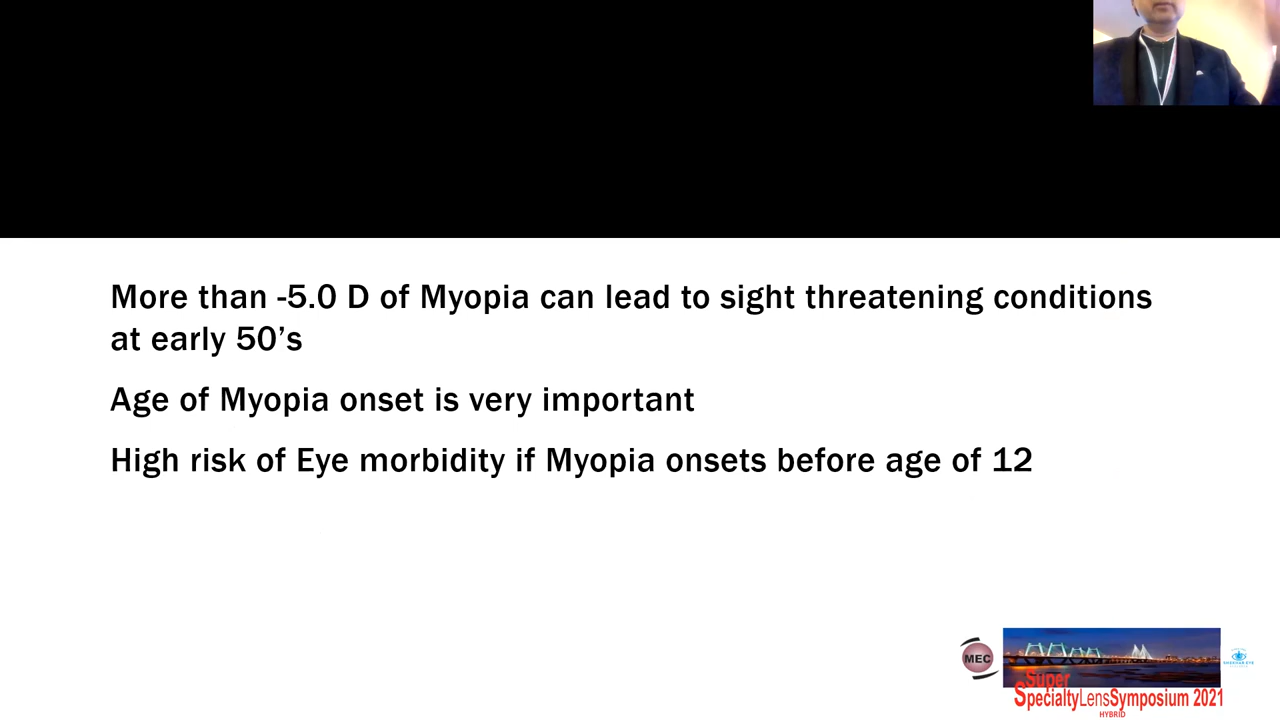 More than -5.0 D of Myopia can lead to sight threatening conditions
at early 50’s
Age of Myopia onset is very important
High risk of Eye morbidity if Myopia onsets before age of 12
MEC
SHEKHAR EYE
Super
SpecialtyLensSymposium 2021
HYBRID